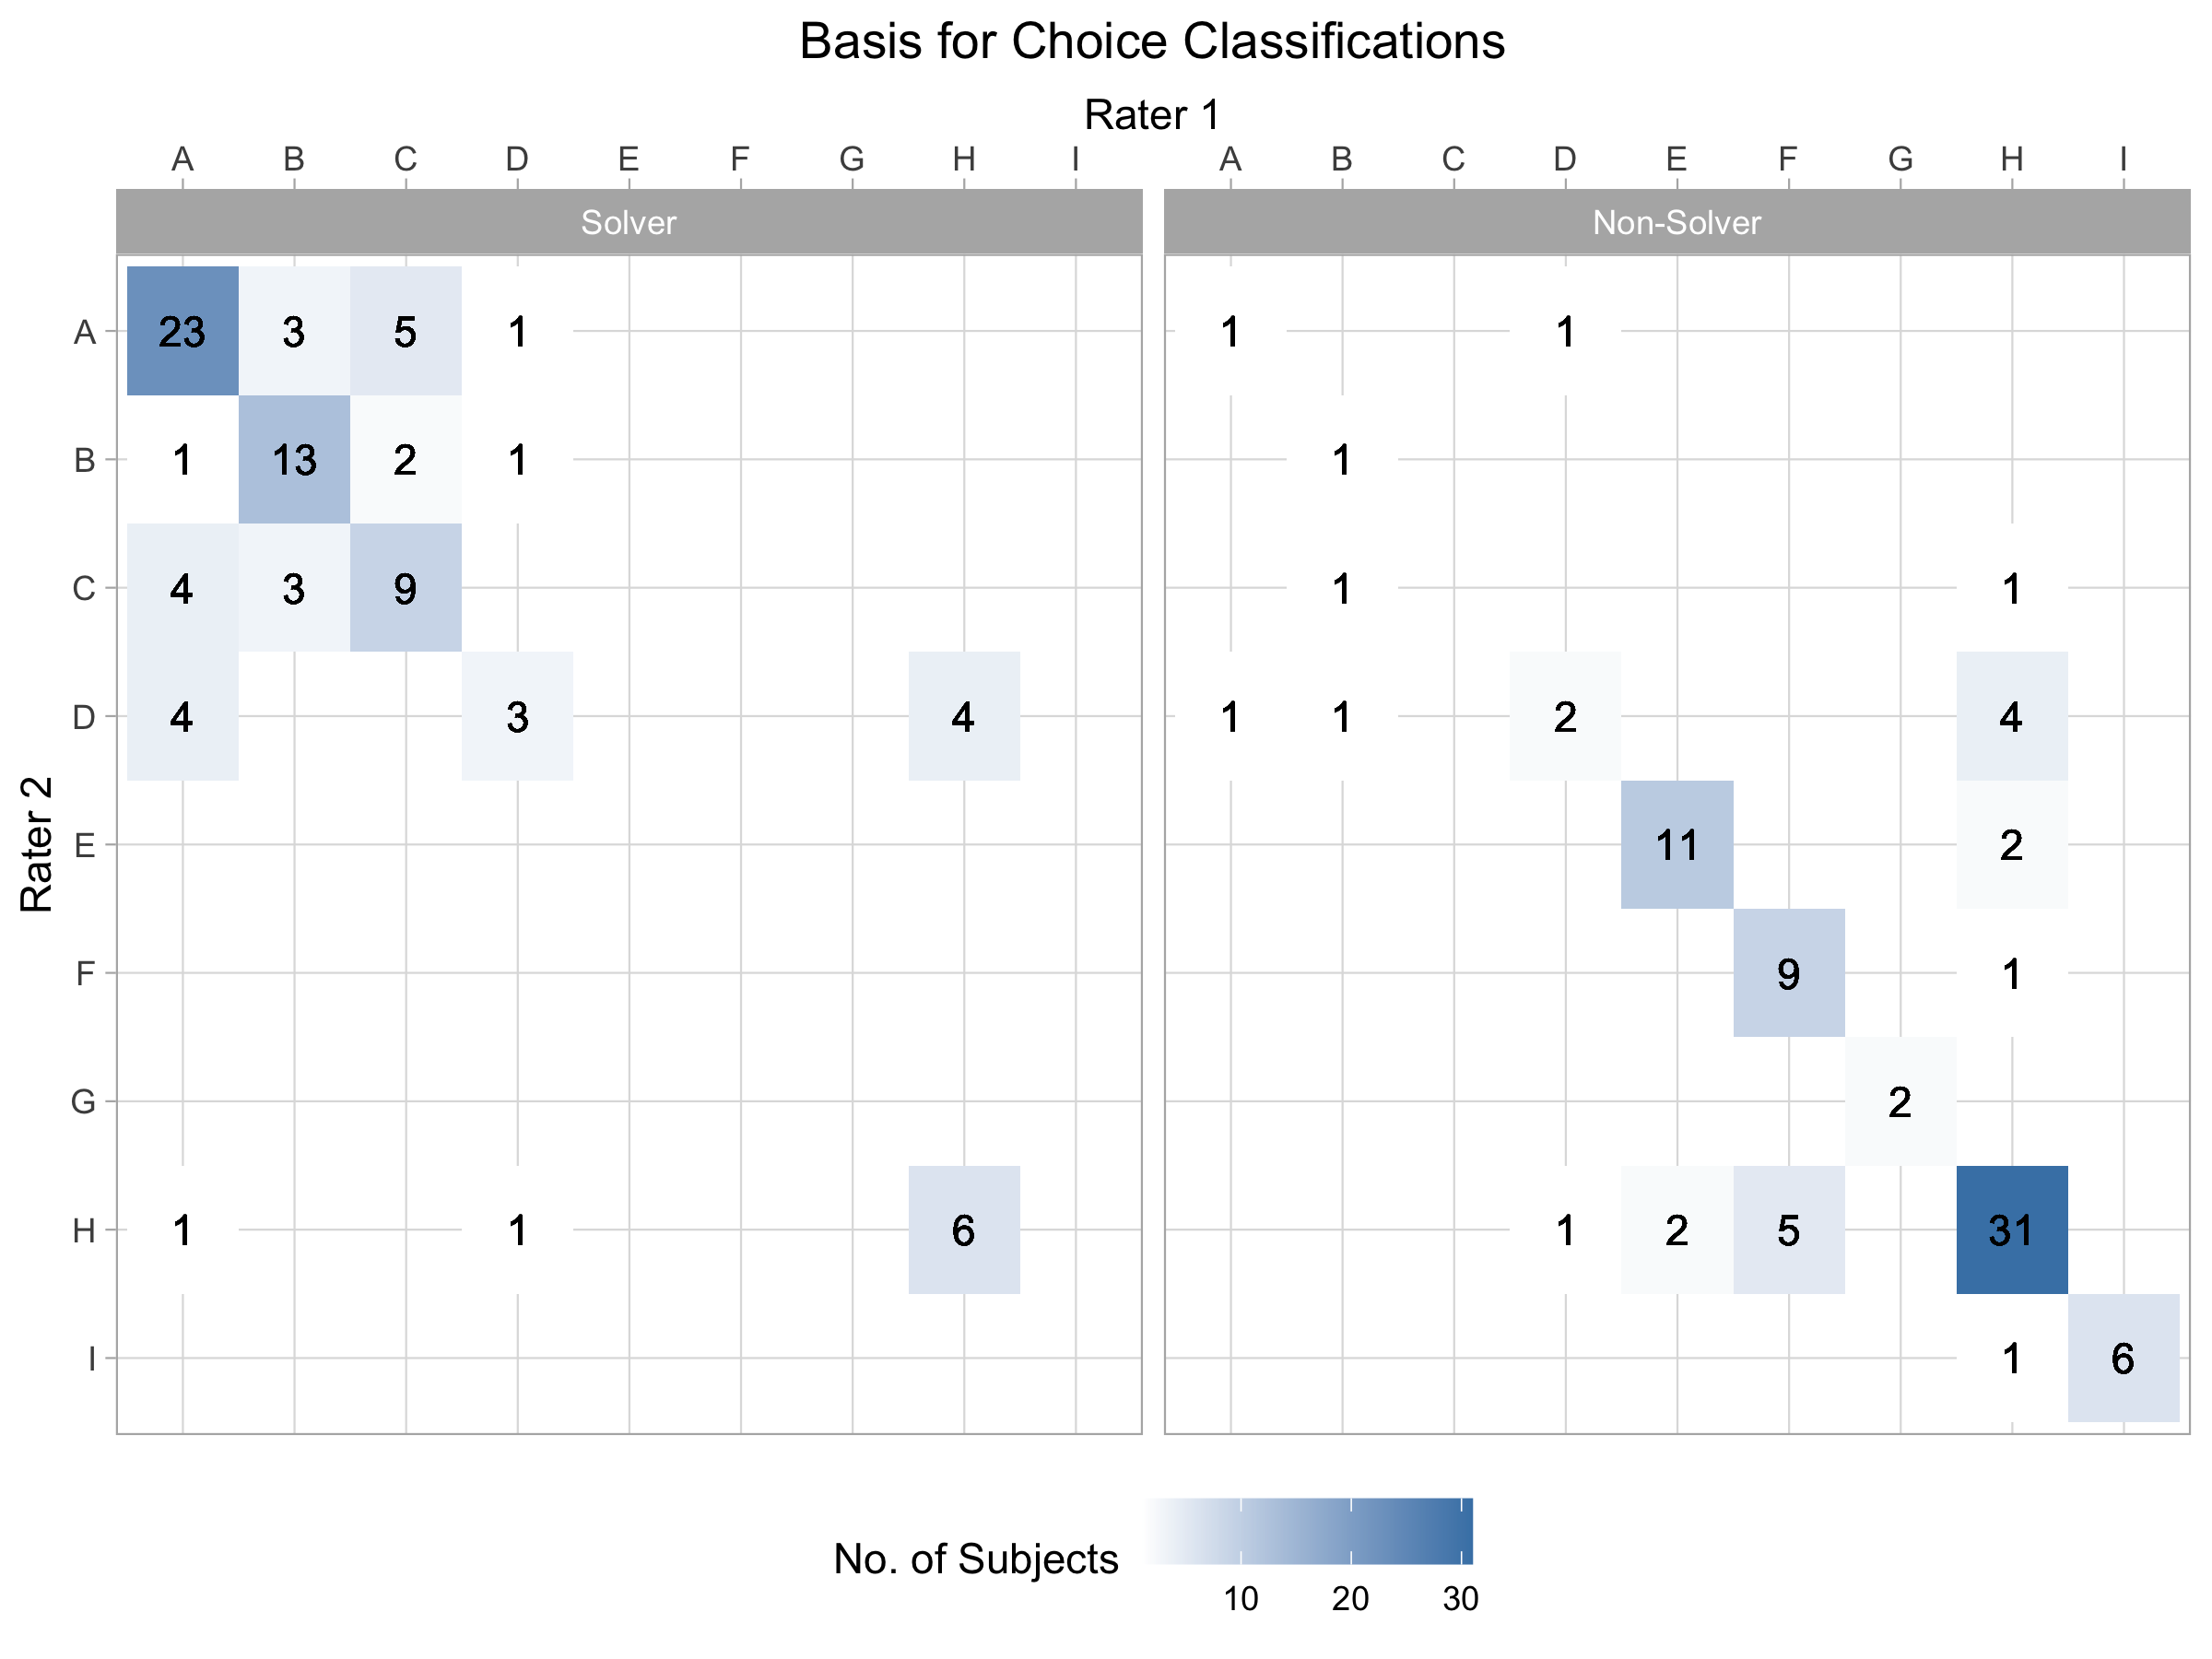 Basis for Choice Classifications
Rater 1
A B C D E F G H I A B C D E F G H I
Solver Non-Solver
A 23 3 5 1 1 1
B 1 13 2 1 1
C 4 3 9 1 1
D 4 3 4 1 1 2 4
E 11 2
F 9 1
G 2
H 1 1 6 1 2 5 31
I 1 6
Rater 2
No. of Subjects
10 20 30